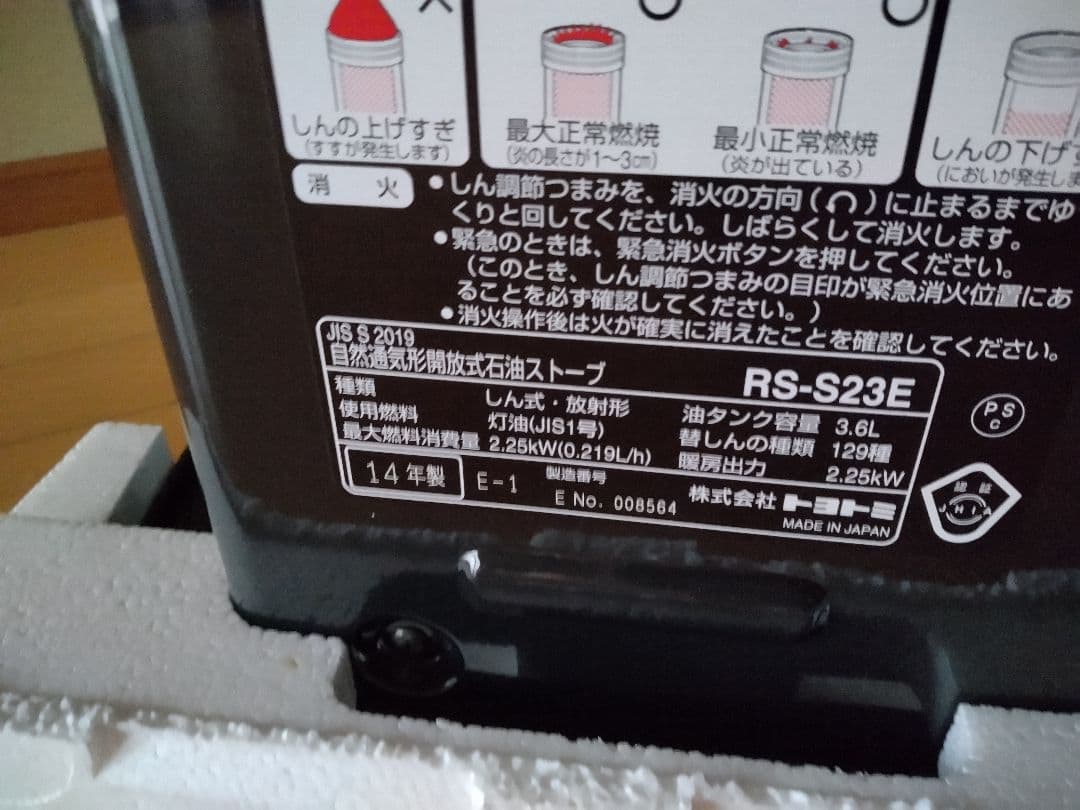 しんの上げすぎ
(すすが発生します)
最大正常燃焼
(炎の長さが1～3cm)
最小正常燃焼
(炎が出ている)
しんの下げす
(においが発生しま
消 火
●しん調節つまみを、消火の方向( )に止まるまでゆ
くりと回してください。しばらくして消火します。
●緊急のときは、緊急消火ボタンを押してください。
(このとき、しん調節つまみの目印が緊急消火位置にあ
ることを必ず確認してください。)
●消火操作後は火が確実に消えたことを確認してください。
JIS S 2019
自然通気形開放式石油ストーブ RS-S23E
種類 しん式・放射形
使用燃料 灯油(JIS1号)
最大燃料消費量 2.25kW(0.219L/h)
油タンク容量 3.6L
替しんの種類 129種
暖房出力 2.25kW
14年製 E-1 製造番号
E No. 008564
株式会社トヨトミ
MADE IN JAPAN
PS
C
認証
JHIA